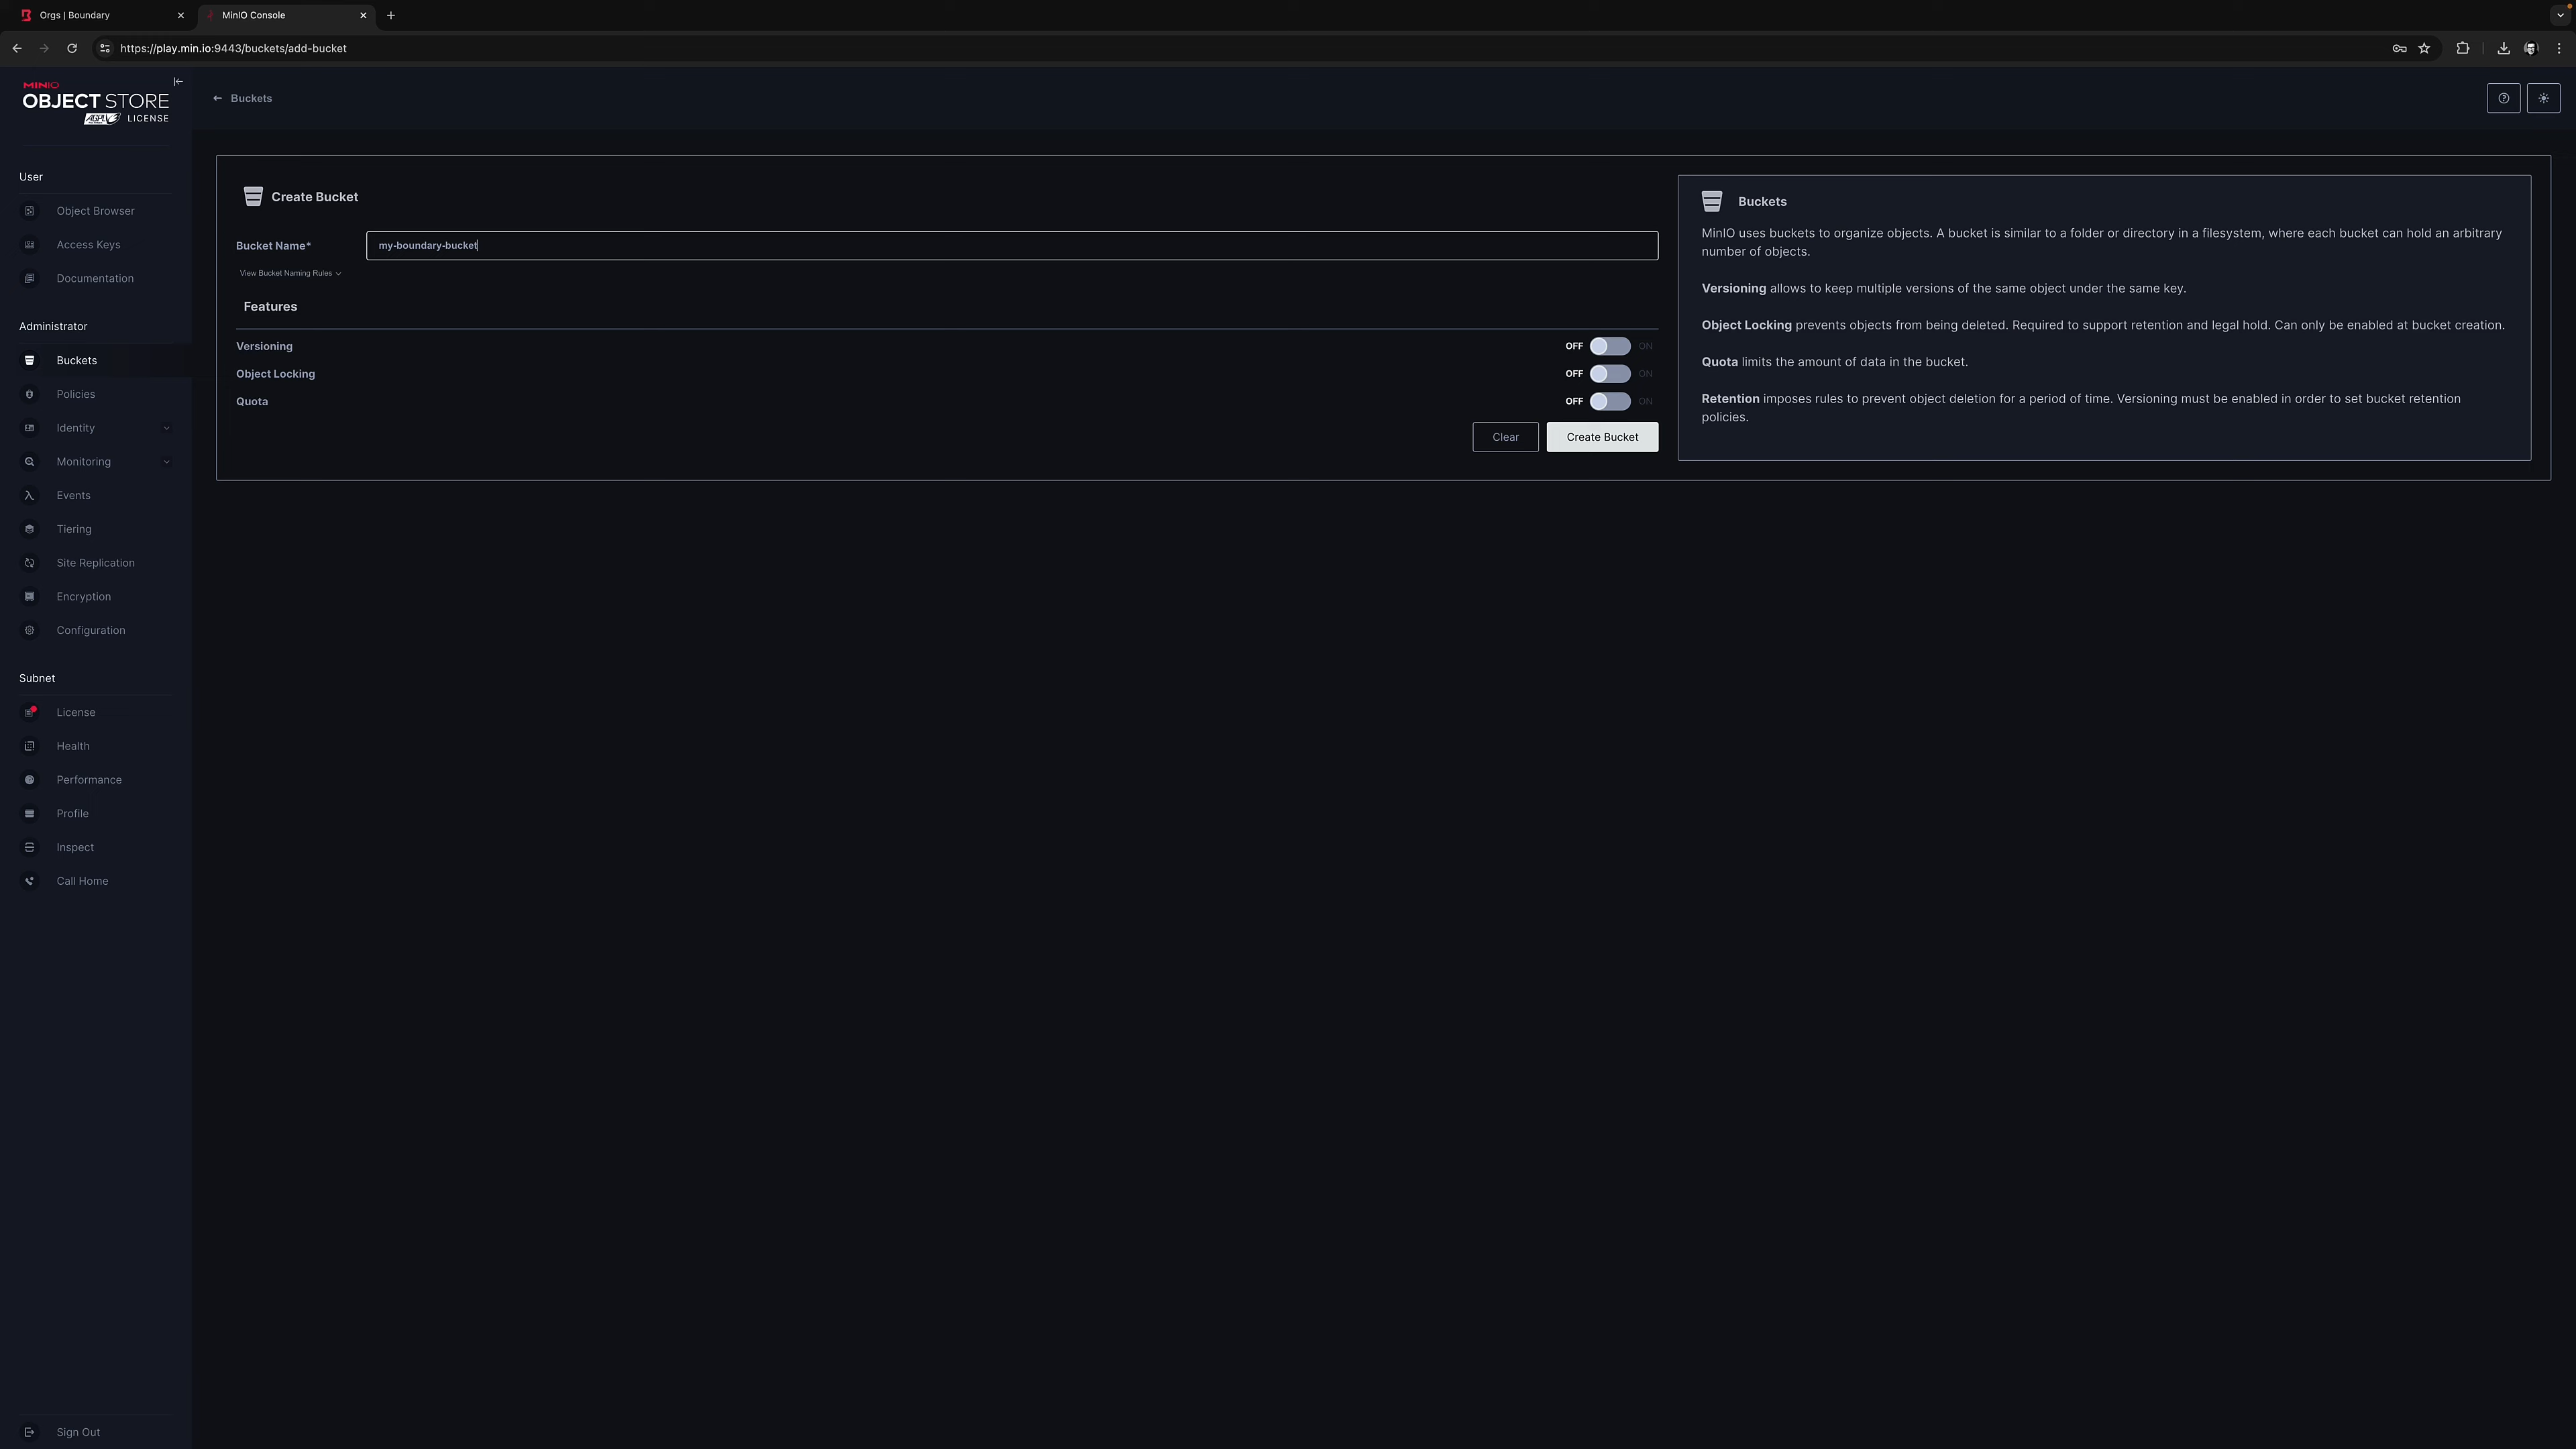 Orgs | Boundary
MinIO Console
https://play.min.io:9443/buckets/add-bucket
MINIO
OBJECT STORE
AGPLv3 LICENSE
User
Object Browser
Access Keys
Documentation
Administrator
Buckets
Policies
Identity
Monitoring
Events
Tiering
Site Replication
Encryption
Configuration
Subnet
License
Health
Performance
Profile
Inspect
Call Home
Sign Out
Buckets
Create Bucket
Bucket Name*
my-boundary-bucket
View Bucket Naming Rules
Features
Versioning
OFF ON
Object Locking
OFF ON
Quota
OFF ON
Clear
Create Bucket
Buckets
MinIO uses buckets to organize objects. A bucket is similar to a folder or directory in a filesystem, where each bucket can hold an arbitrary
number of objects.
Versioning allows to keep multiple versions of the same object under the same key.
Object Locking prevents objects from being deleted. Required to support retention and legal hold. Can only be enabled at bucket creation.
Quota limits the amount of data in the bucket.
Retention imposes rules to prevent object deletion for a period of time. Versioning must be enabled in order to set bucket retention
policies.